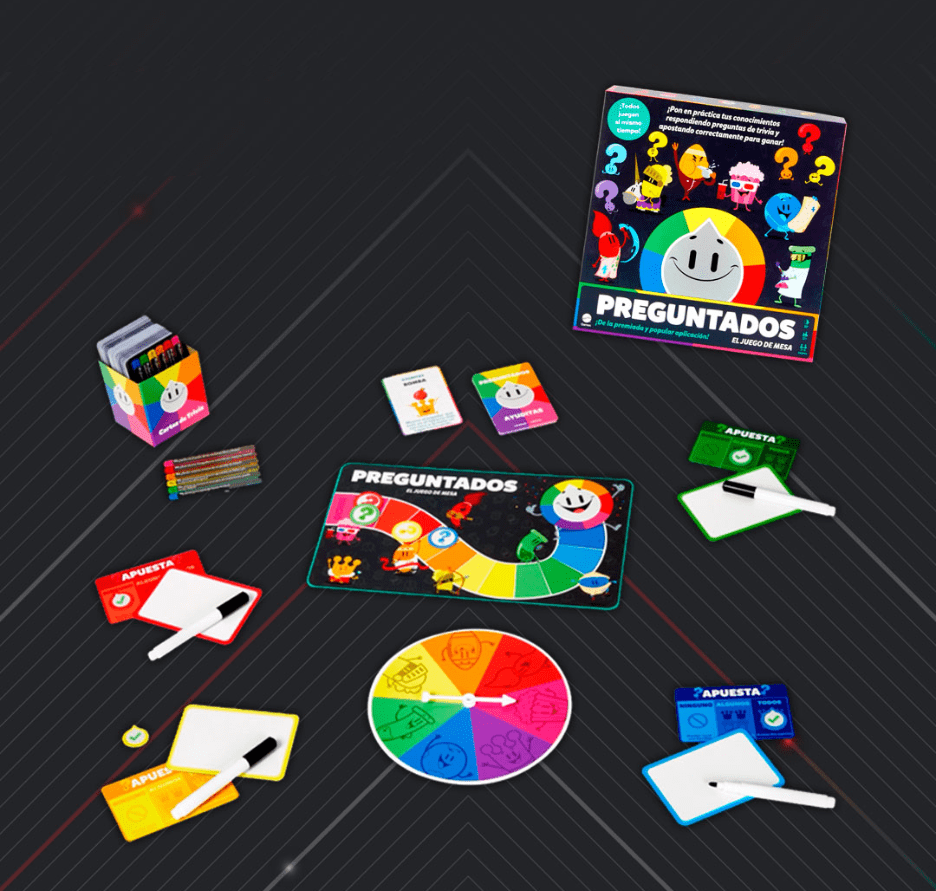 ¡Todos
juegan
al mismo
tiempo!
¡Pon en práctica tus conocimientos
respondiendo preguntas de trivia y
apostando correctamente para ganar!
PREGUNTADOS
¡De la premiada y popular aplicación!
EL JUEGO DE MESA
Cartas de Trivia
BOMBA
PREGUNTADOS
AYUDITAS
¿APUESTA?
PREGUNTADOS
EL JUEGO DE MESA
APUESTA
¿APUESTA?
NINGUNO ALGUNOS TODOS
APUES